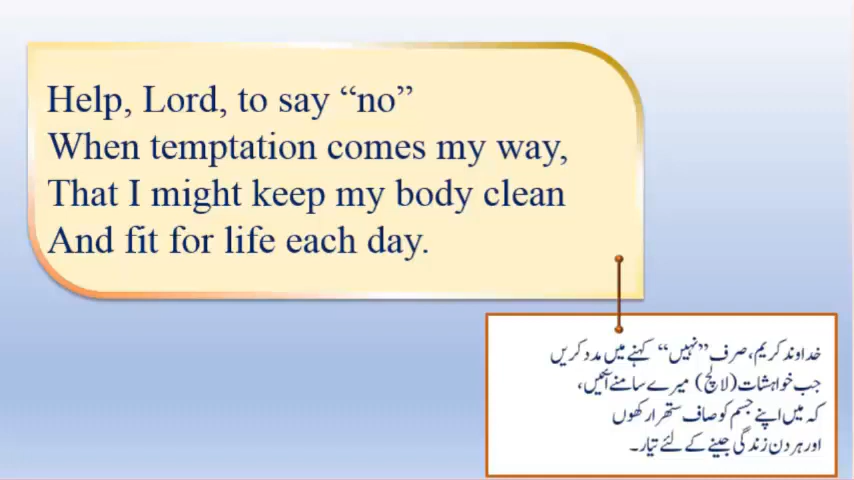 Help, Lord, to say “no”
When temptation comes my way,
That I might keep my body clean
And fit for life each day.
خداوند کریم، صرف ”نہیں“ کہنے میں مدد کریں
جب خواہشات (لالچ) میرے سامنے آئیں،
کہ میں اپنے جسم کو صاف ستھرا رکھوں
اور ہر دن زندگی جینے کے لئے تیار۔